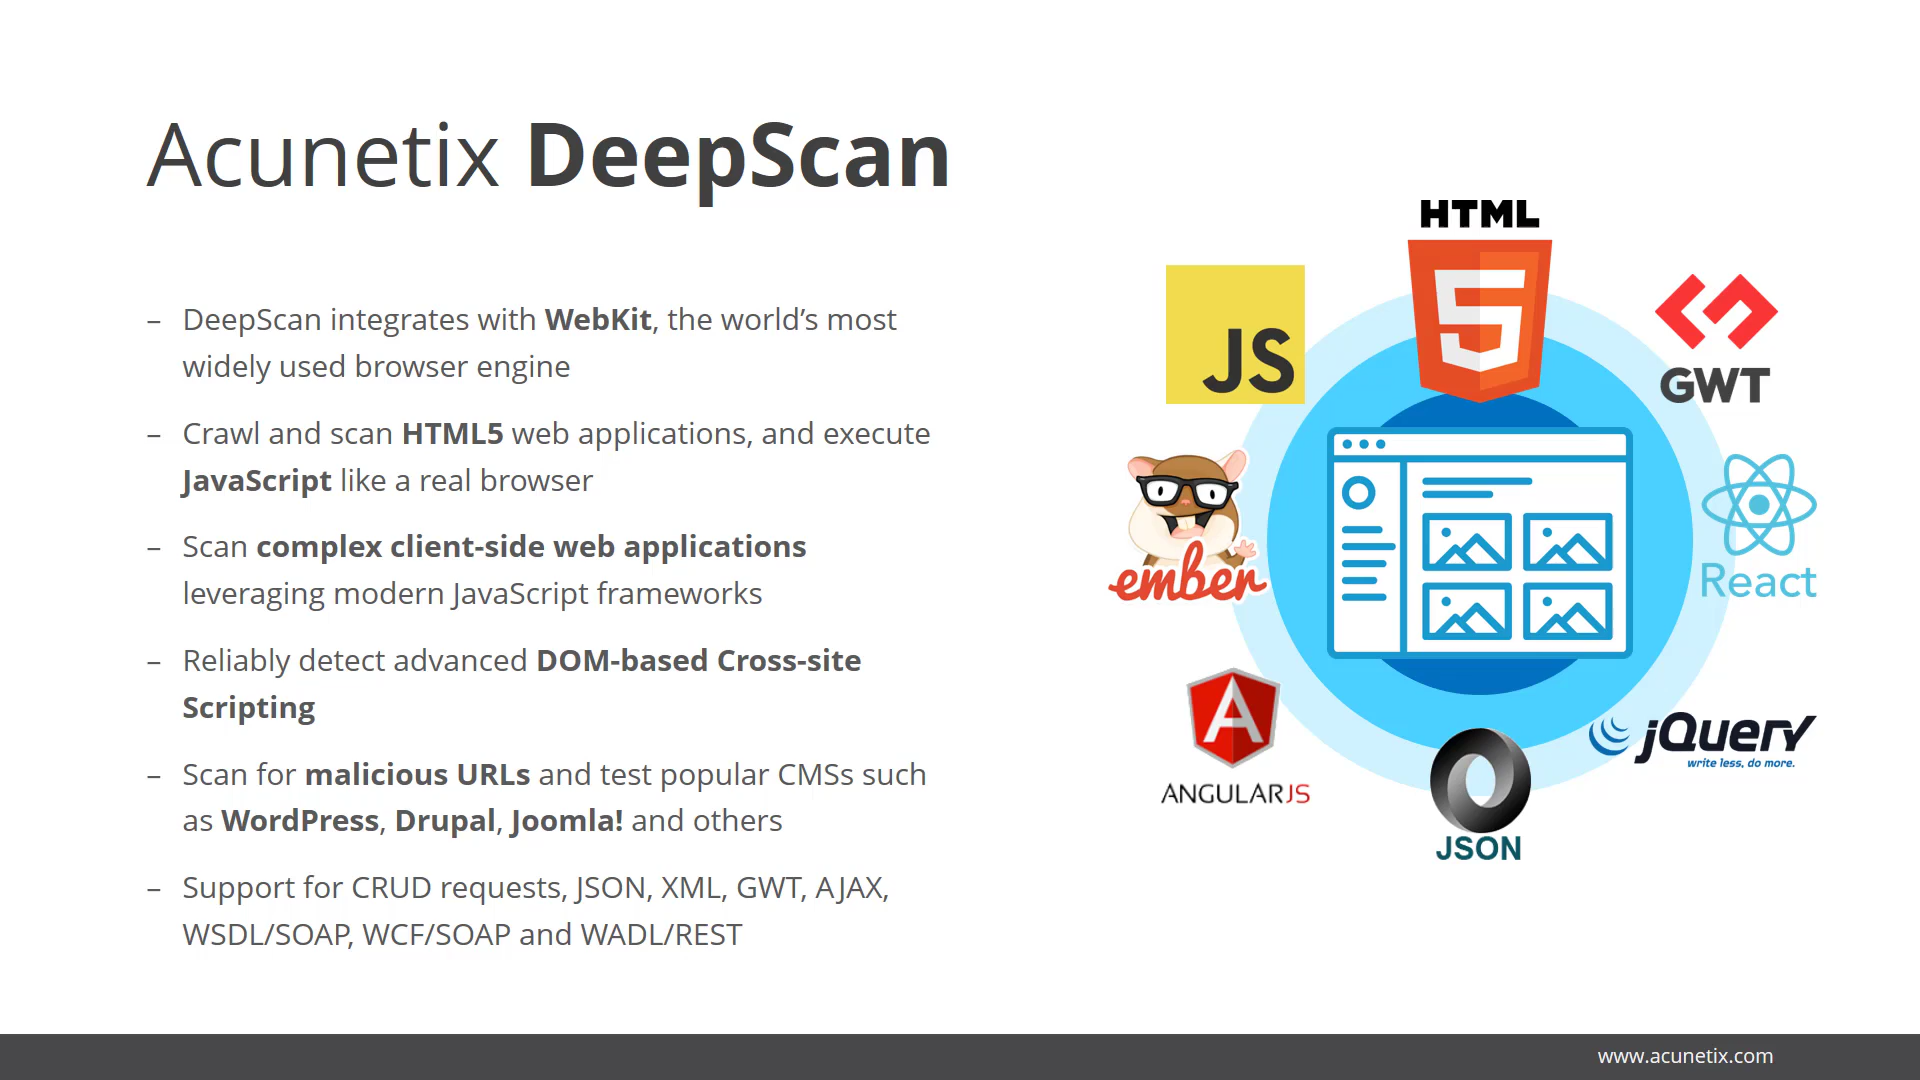 Acunetix DeepScan
– DeepScan integrates with WebKit, the world’s most
widely used browser engine
– Crawl and scan HTML5 web applications, and execute
JavaScript like a real browser
– Scan complex client-side web applications
leveraging modern JavaScript frameworks
– Reliably detect advanced DOM-based Cross-site
Scripting
– Scan for malicious URLs and test popular CMSs such
as WordPress, Drupal, Joomla! and others
– Support for CRUD requests, JSON, XML, GWT, AJAX,
WSDL/SOAP, WCF/SOAP and WADL/REST
HTML
5
JS
GWT
ember
React
A
ANGULARJS
jQuery
write less, do more.
JSON
www.acunetix.com